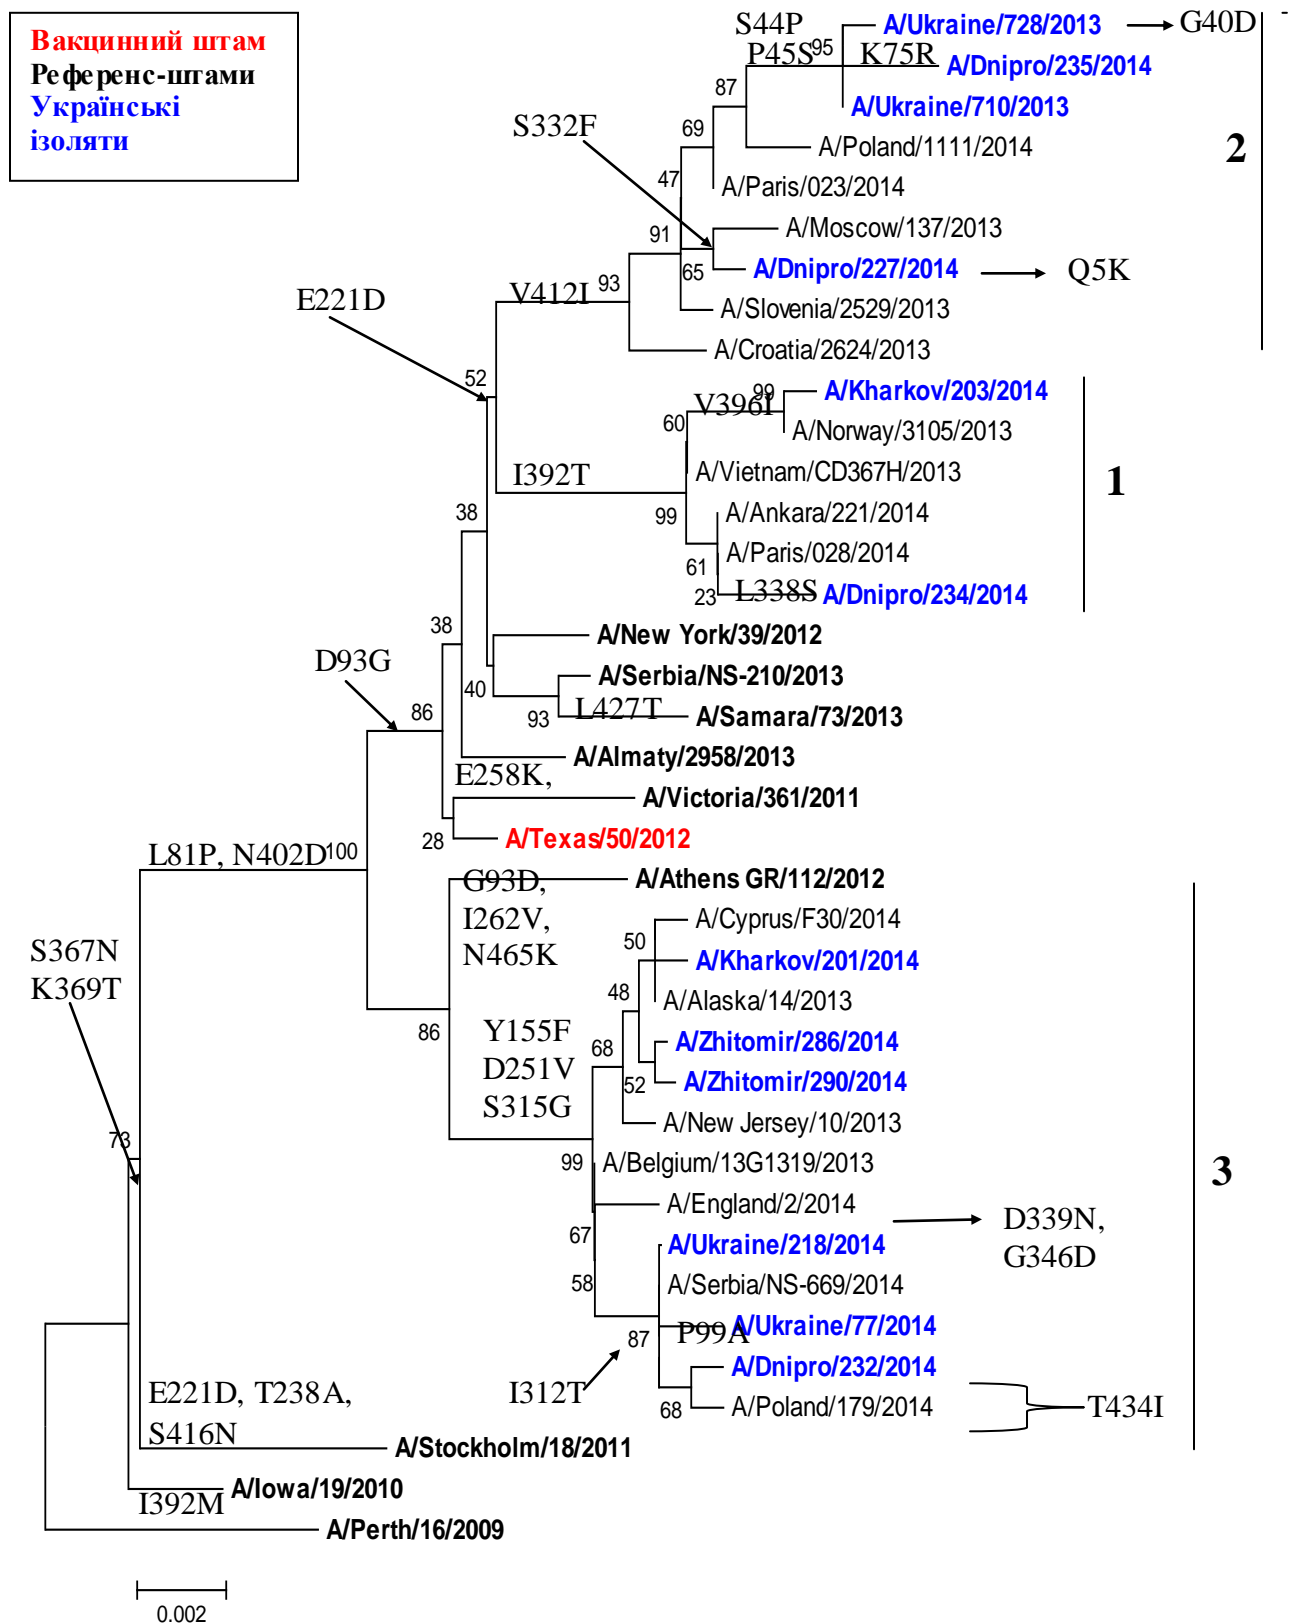 Вакцинний штам
Референс-штами
Українські
ізоляти
S44P
A/Ukraine/728/2013
G40D
-
P45S
95
K75R
A/Dnipro/235/2014
87
A/Ukraine/710/2013
S332F
69
A/Poland/1111/2014
2
47
A/Paris/023/2014
91
A/Moscow/137/2013
65
A/Dnipro/227/2014
Q5K
E221D
V412I
93
A/Slovenia/2529/2013
A/Croatia/2624/2013
52
V396I
99
A/Kharkov/203/2014
60
A/Norway/3105/2013
I392T
A/Vietnam/CD367H/2013
1
38
99
A/Ankara/221/2014
A/Paris/028/2014
61
23
L338S
A/Dnipro/234/2014
38
A/New York/39/2012
D93G
A/Serbia/NS-210/2013
40
86
93
L427T
A/Samara/73/2013
A/Almaty/2958/2013
E258K,
A/Victoria/361/2011
28
A/Texas/50/2012
L81P, N402D
100
A/Athens GR/112/2012
G93D,
I262V,
N465K
A/Cyprus/F30/2014
S367N
K369T
50
A/Kharkov/201/2014
48
A/Alaska/14/2013
86
Y155F
D251V
S315G
68
A/Zhitomir/286/2014
52
A/Zhitomir/290/2014
A/New Jersey/10/2013
73
99
A/Belgium/13G1319/2013
3
A/England/2/2014
D339N,
G346D
67
A/Ukraine/218/2014
58
A/Serbia/NS-669/2014
87
P99A
A/Ukraine/77/2014
I312T
A/Dnipro/232/2014
68
A/Poland/179/2014
T434I
E221D, T238A,
S416N
A/Stockholm/18/2011
A/Iowa/19/2010
I392M
A/Perth/16/2009
0.002